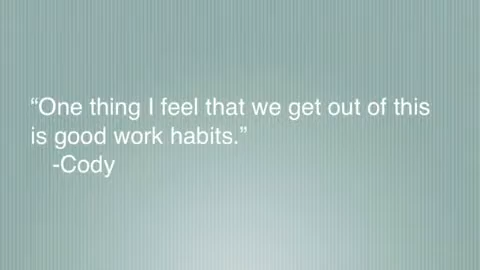 “One thing I feel that we get out of this
is good work habits.”
-Cody